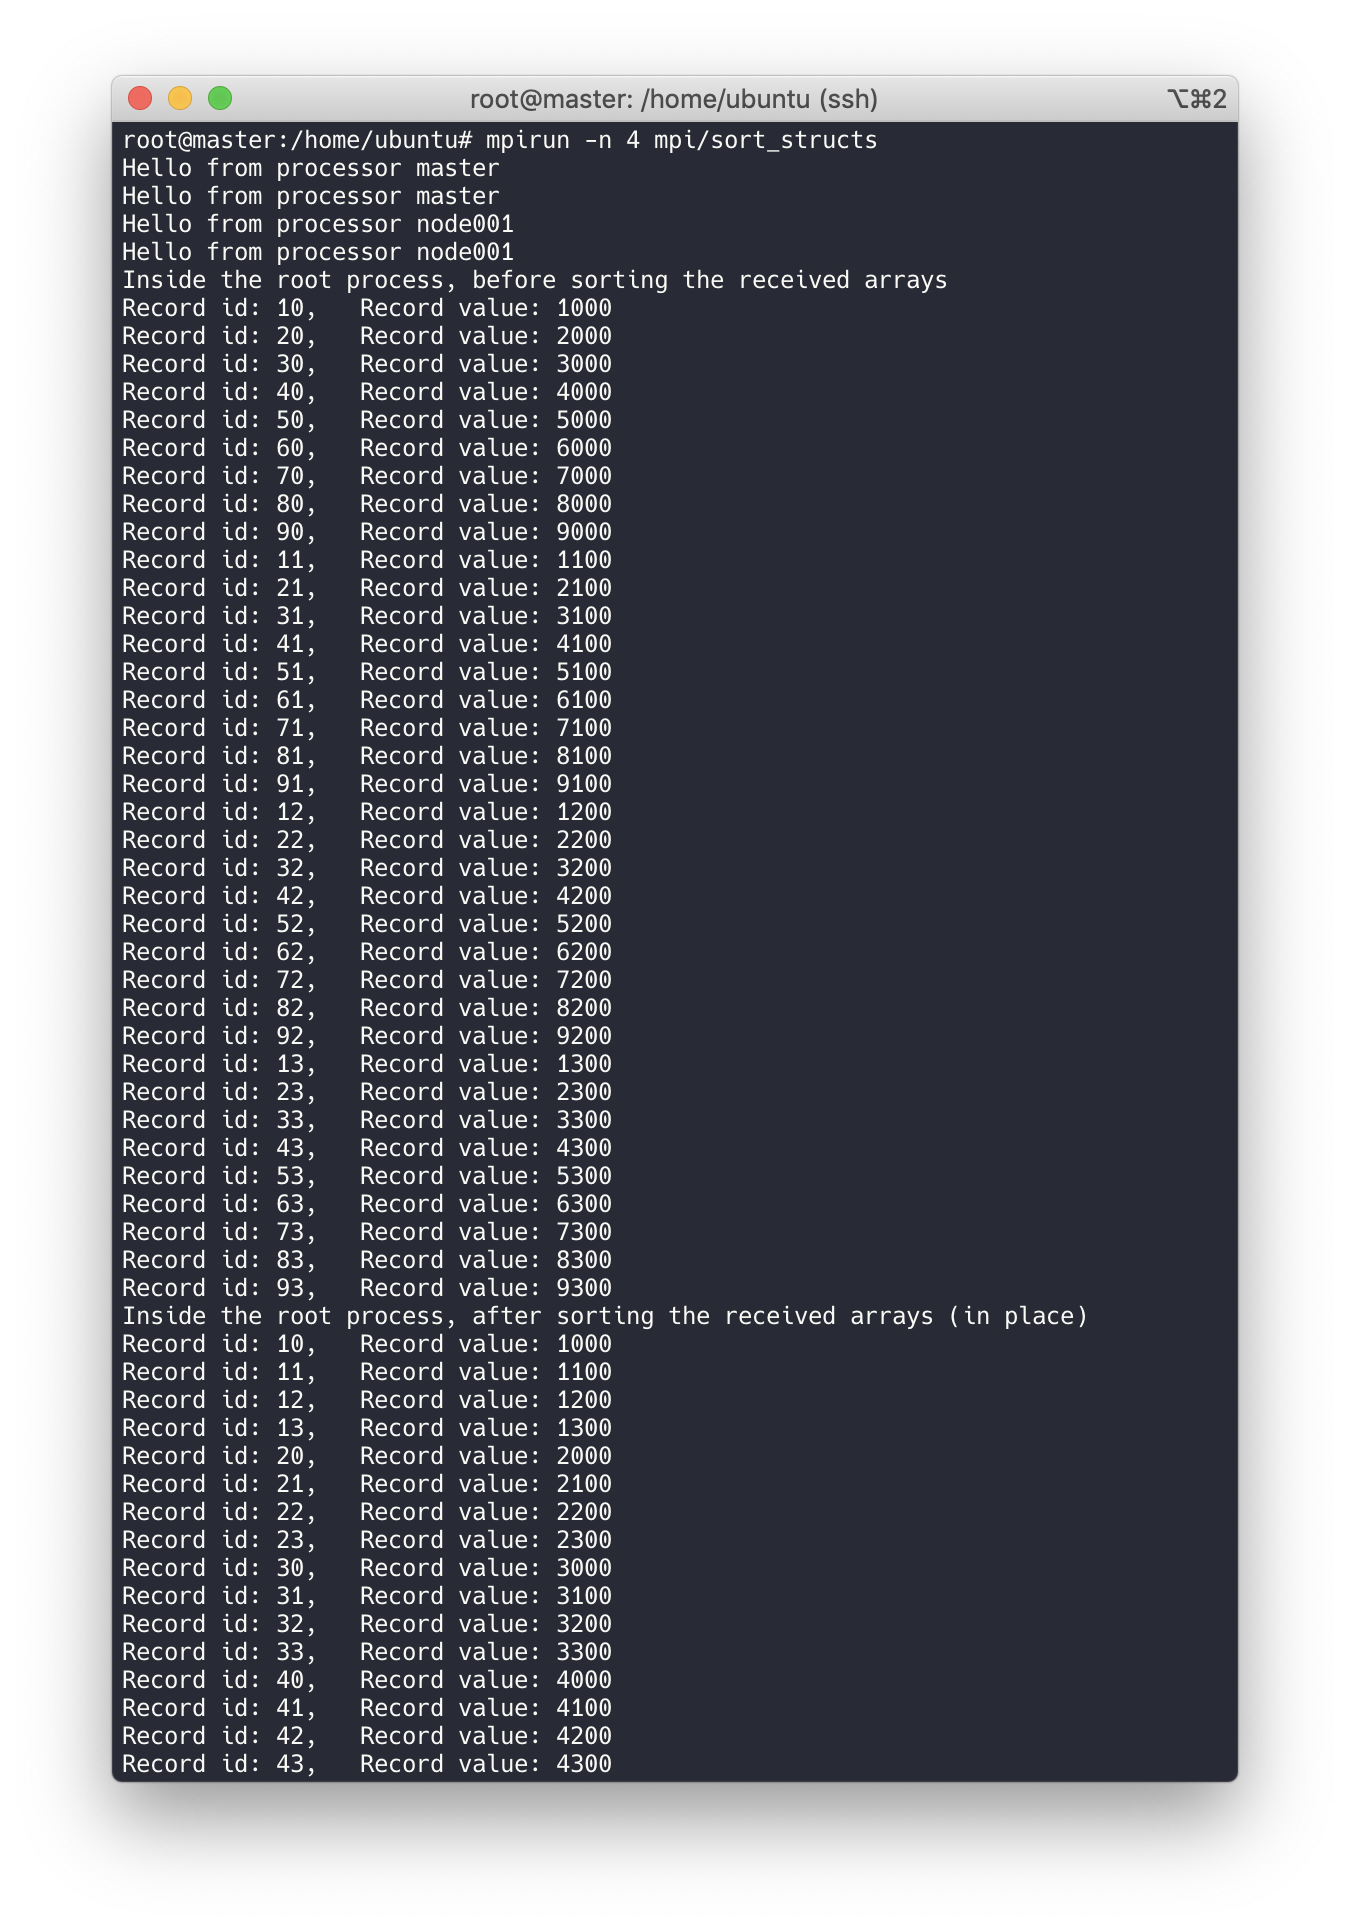 root@master: /home/ubuntu (ssh) ⌥⌘2
root@master:/home/ubuntu# mpirun -n 4 mpi/sort_structs
Hello from processor master
Hello from processor master
Hello from processor node001
Hello from processor node001
Inside the root process, before sorting the received arrays
Record id: 10,   Record value: 1000
Record id: 20,   Record value: 2000
Record id: 30,   Record value: 3000
Record id: 40,   Record value: 4000
Record id: 50,   Record value: 5000
Record id: 60,   Record value: 6000
Record id: 70,   Record value: 7000
Record id: 80,   Record value: 8000
Record id: 90,   Record value: 9000
Record id: 11,   Record value: 1100
Record id: 21,   Record value: 2100
Record id: 31,   Record value: 3100
Record id: 41,   Record value: 4100
Record id: 51,   Record value: 5100
Record id: 61,   Record value: 6100
Record id: 71,   Record value: 7100
Record id: 81,   Record value: 8100
Record id: 91,   Record value: 9100
Record id: 12,   Record value: 1200
Record id: 22,   Record value: 2200
Record id: 32,   Record value: 3200
Record id: 42,   Record value: 4200
Record id: 52,   Record value: 5200
Record id: 62,   Record value: 6200
Record id: 72,   Record value: 7200
Record id: 82,   Record value: 8200
Record id: 92,   Record value: 9200
Record id: 13,   Record value: 1300
Record id: 23,   Record value: 2300
Record id: 33,   Record value: 3300
Record id: 43,   Record value: 4300
Record id: 53,   Record value: 5300
Record id: 63,   Record value: 6300
Record id: 73,   Record value: 7300
Record id: 83,   Record value: 8300
Record id: 93,   Record value: 9300
Inside the root process, after sorting the received arrays (in place)
Record id: 10,   Record value: 1000
Record id: 11,   Record value: 1100
Record id: 12,   Record value: 1200
Record id: 13,   Record value: 1300
Record id: 20,   Record value: 2000
Record id: 21,   Record value: 2100
Record id: 22,   Record value: 2200
Record id: 23,   Record value: 2300
Record id: 30,   Record value: 3000
Record id: 31,   Record value: 3100
Record id: 32,   Record value: 3200
Record id: 33,   Record value: 3300
Record id: 40,   Record value: 4000
Record id: 41,   Record value: 4100
Record id: 42,   Record value: 4200
Record id: 43,   Record value: 4300